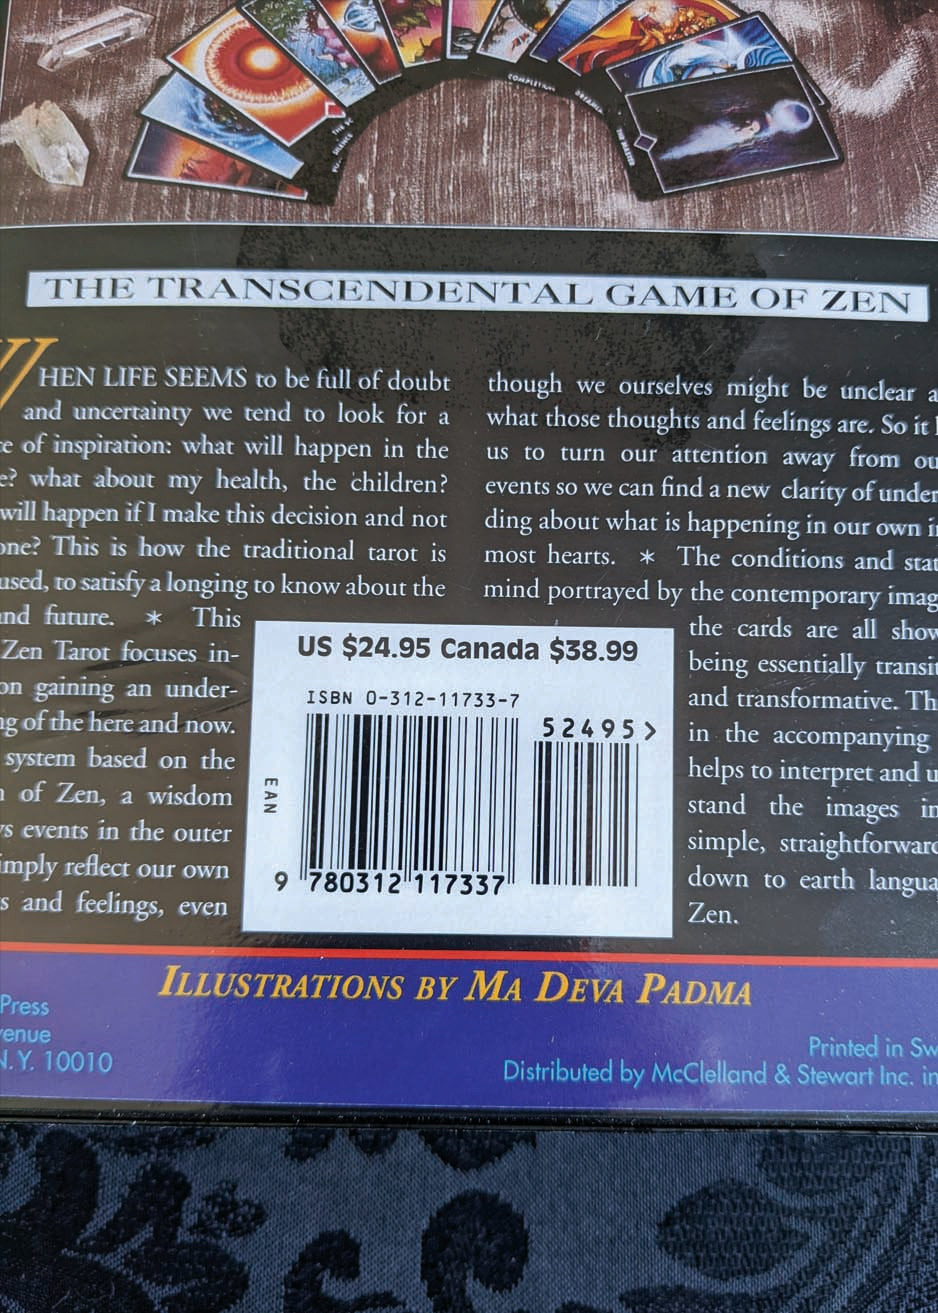 COMPLETION
THE TRANSCENDENTAL GAME OF ZEN
WHEN LIFE SEEMS to be full of doubt
and uncertainty we tend to look for a
of inspiration: what will happen in the
what about my health, the children?
will happen if I make this decision and not
one? This is how the traditional tarot is
used, to satisfy a longing to know about the
and future. * This
Zen Tarot focuses in-
on gaining an under-
of the here and now.
system based on the
of Zen, a wisdom
events in the outer
reflect our own
and feelings, even
though we ourselves might be unclear
what those thoughts and feelings are. So it
us to turn our attention away from
events so we can find a new clarity of under
ding about what is happening in our own
most hearts. * The conditions and
mind portrayed by the contemporary
the cards are all
being essentially
and transformative.
in the accompanying
helps to interpret and
stand the images
simple, straightforward
down to earth
Zen.
US $24.95 Canada $38.99
ISBN 0-312-11733-7
52495>
EAN
9 780312 117337
ILLUSTRATIONS BY MA DEVA PADMA
Press
N.Y. 10010
Printed in
Distributed by McClelland & Stewart Inc. in